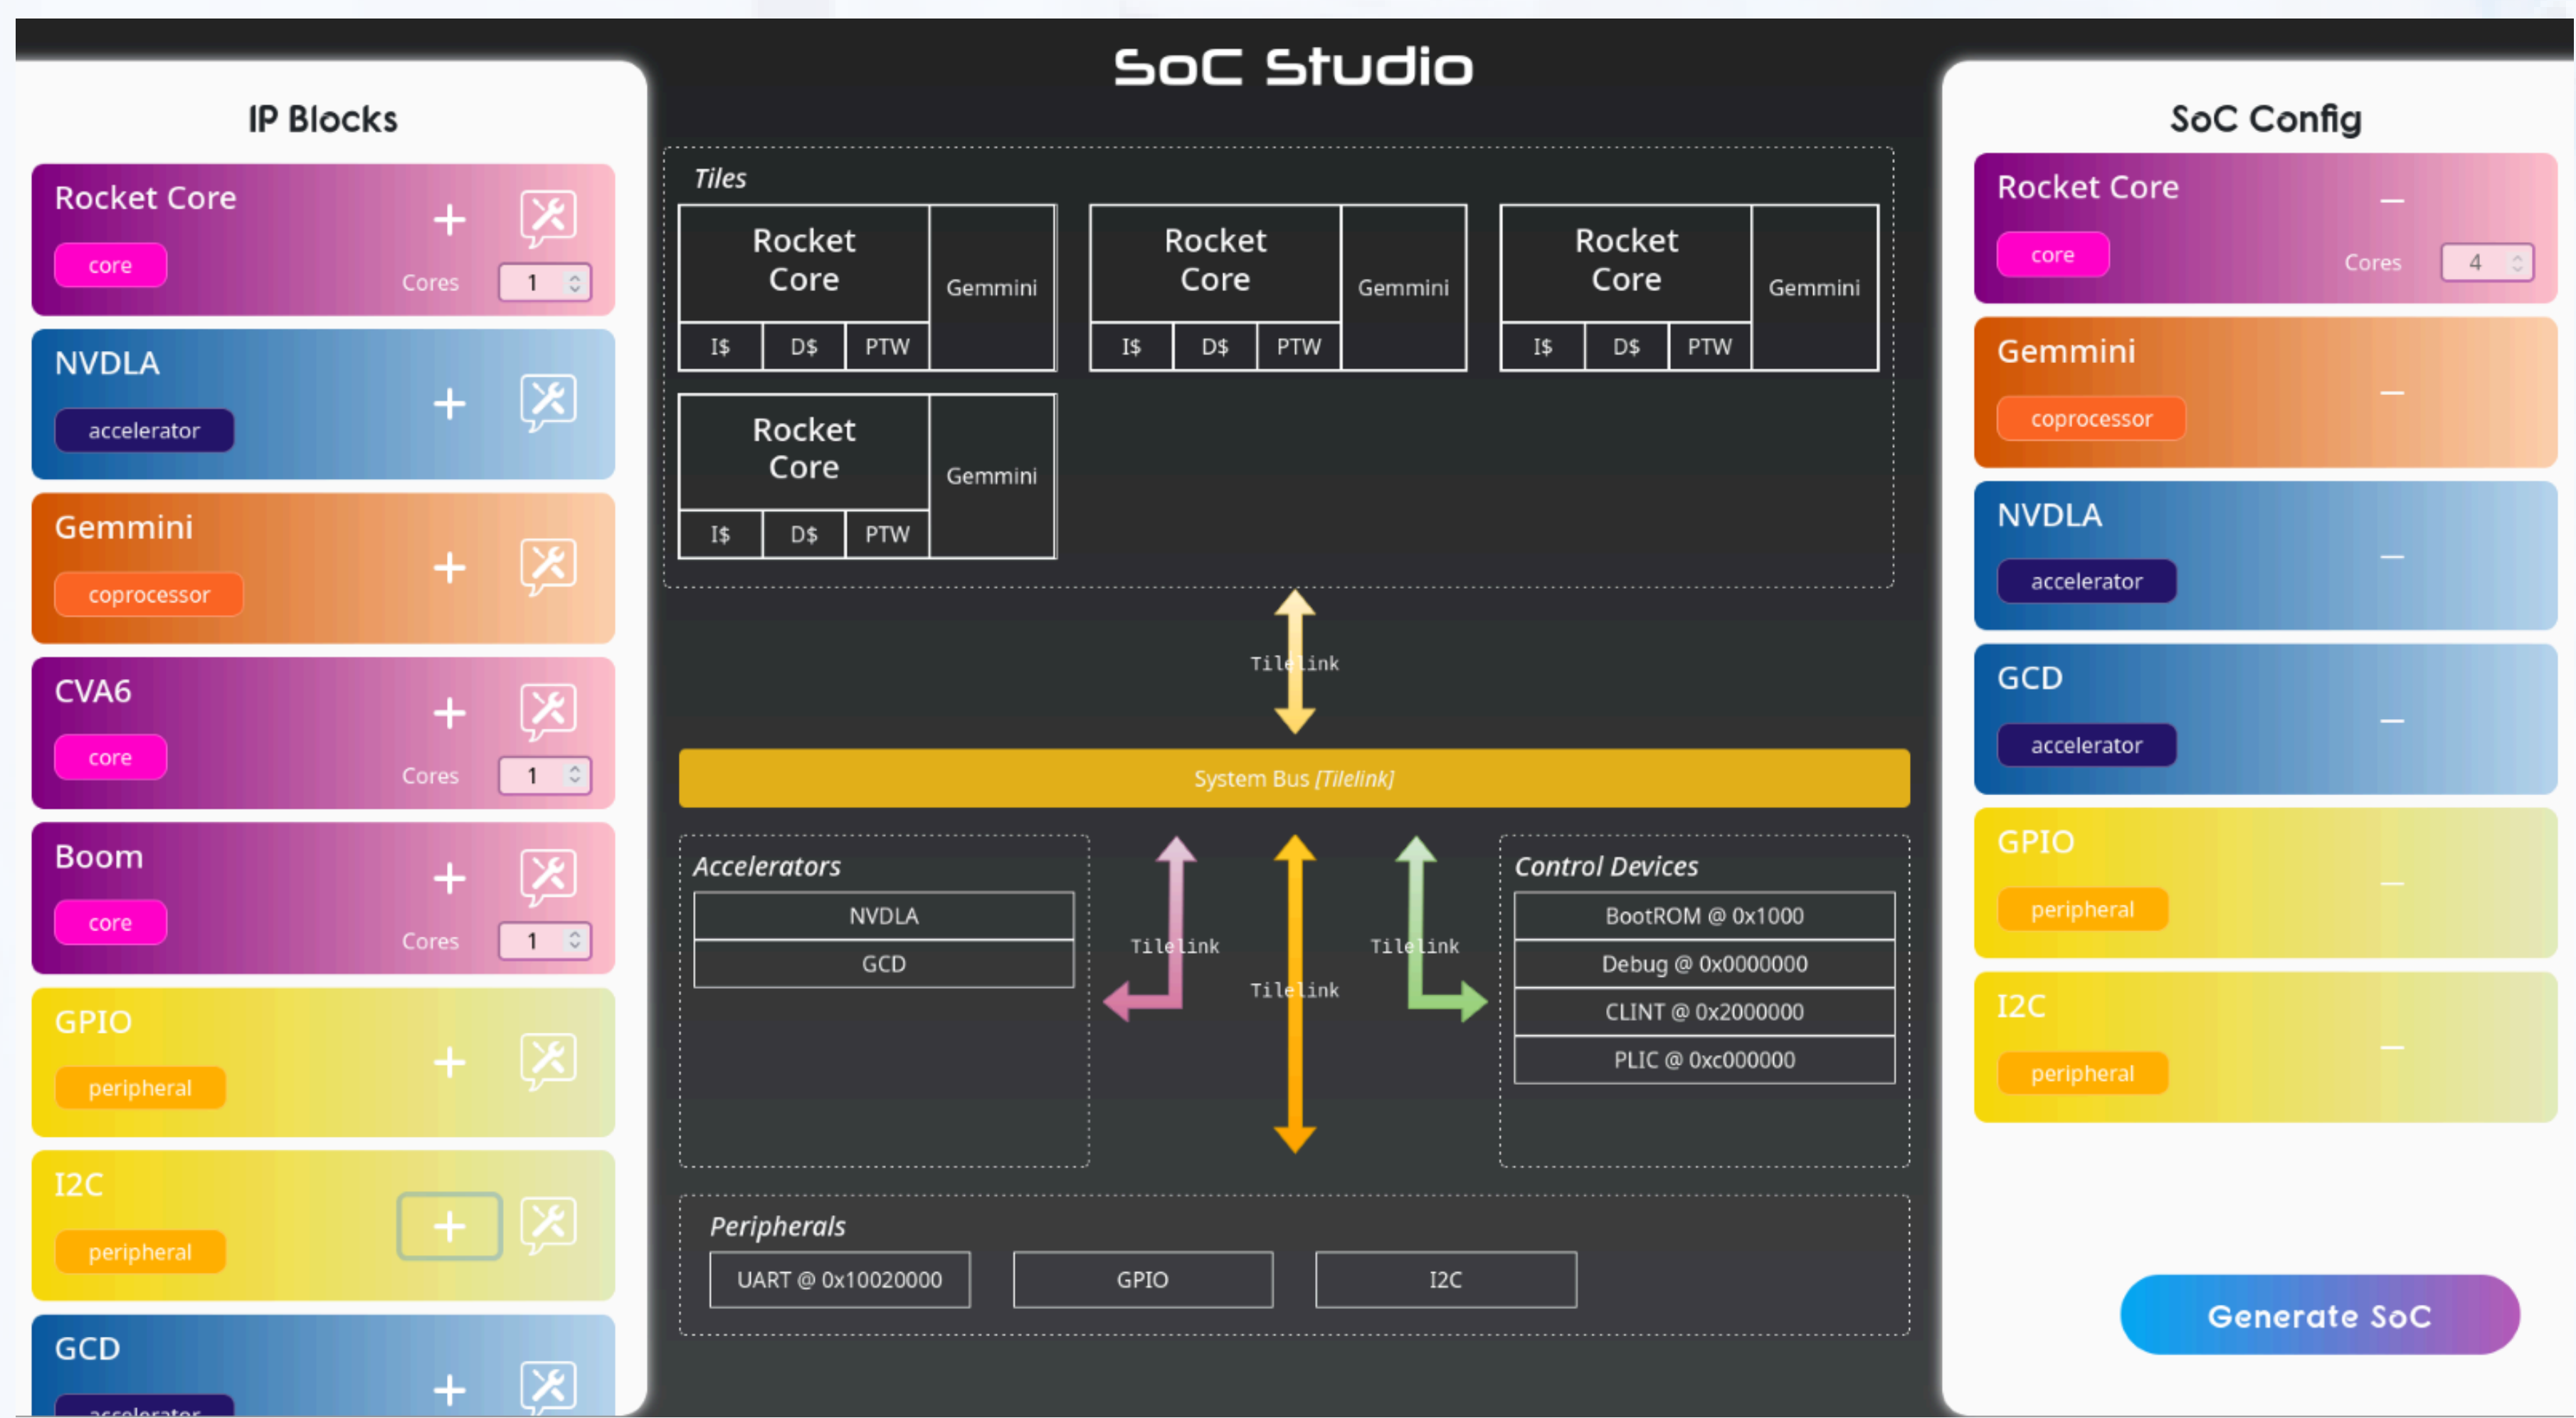 SoC Studio
IP Blocks
Rocket Core
core
Cores 1
NVDLA
accelerator
Gemmini
coprocessor
CVA6
core
Cores 1
Boom
core
Cores 1
GPIO
peripheral
I2C
peripheral
GCD
accelerator
Tiles
Rocket
Core
Gemmini
I$ D$ PTW
Rocket
Core
Gemmini
I$ D$ PTW
Rocket
Core
Gemmini
I$ D$ PTW
Rocket
Core
Gemmini
I$ D$ PTW
Tilelink
System Bus [Tilelink]
Accelerators
NVDLA
GCD
Tilelink
Tilelink
Tilelink
Control Devices
BootROM @ 0x1000
Debug @ 0x0000000
CLINT @ 0x2000000
PLIC @ 0xc000000
Peripherals
UART @ 0x10020000
GPIO
I2C
SoC Config
Rocket Core
core
Cores 4
Gemmini
coprocessor
NVDLA
accelerator
GCD
accelerator
GPIO
peripheral
I2C
peripheral
Generate SoC